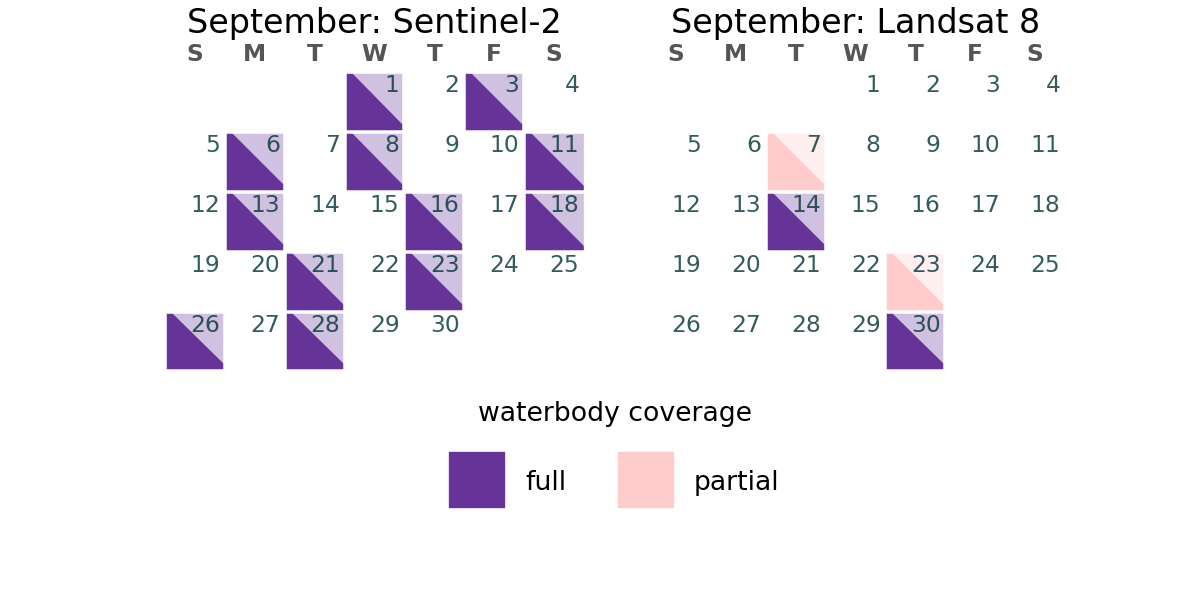 September: Sentinel-2
S M T W T F S
1 2 3 4
5 6 7 8 9 10 11
12 13 14 15 16 17 18
19 20 21 22 23 24 25
26 27 28 29 30
September: Landsat 8
S M T W T F S
1 2 3 4
5 6 7 8 9 10 11
12 13 14 15 16 17 18
19 20 21 22 23 24 25
26 27 28 29 30
waterbody coverage
full partial